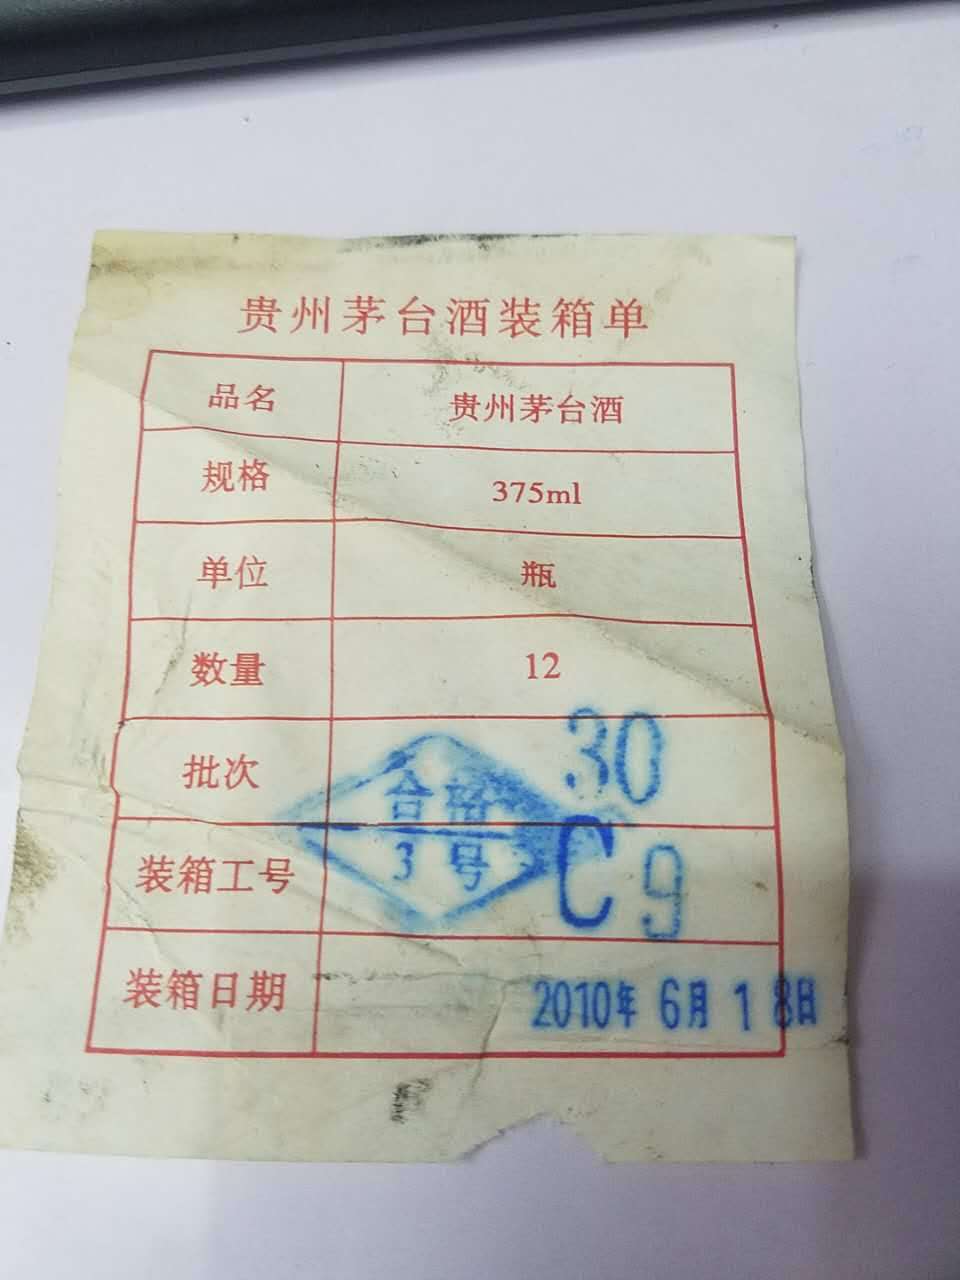 贵州茅台酒装箱单
品名 贵州茅台酒
规格 375ml
单位 瓶
数量 12
批次 30
合格
3号
装箱工号 C9
装箱日期 2010年6月18日